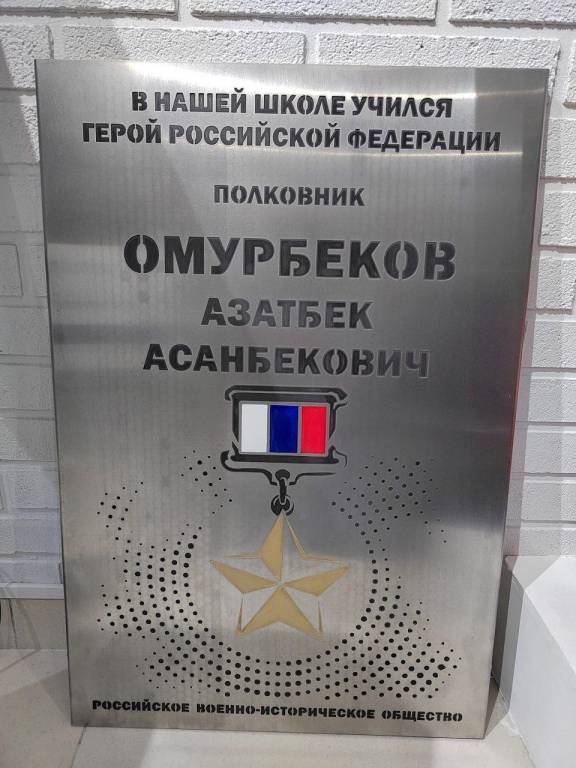 В НАШЕЙ ШКОЛЕ УЧИЛСЯ
ГЕРОЙ РОССИЙСКОЙ ФЕДЕРАЦИИ
ПОЛКОВНИК
ОМУРБЕКОВ
АЗАТБЕК
АСАНБЕКОВИЧ
РОССИЙСКОЕ ВОЕННО-ИСТОРИЧЕСКОЕ ОБЩЕСТВО